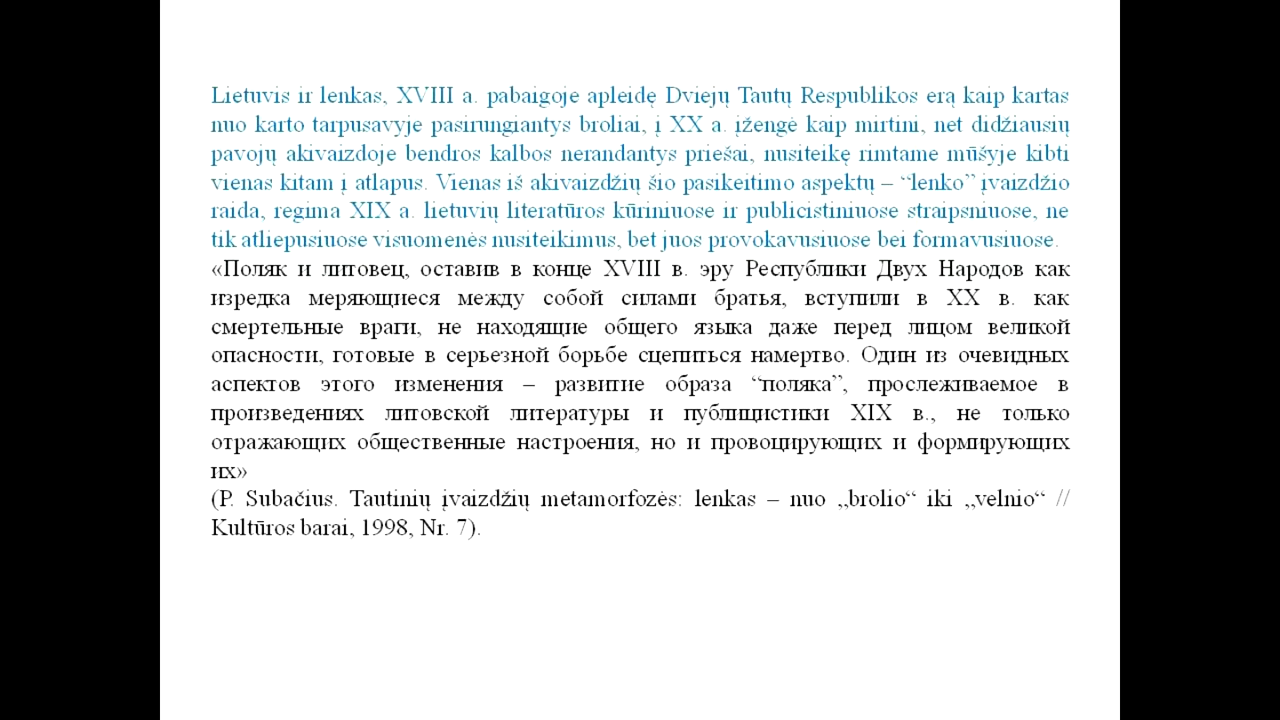 Lietuvis ir lenkas, XVIII a. pabaigoje apleidę Dviejų Tautų Respublikos erą kaip kartas
nuo karto tarpusavyje pasirungiantys broliai, į XX a. įžengė kaip mirtini, net didžiausių
pavojų akivaizdoje bendros kalbos nerandantys priešai, nusiteikę rimtame mūšyje kibti
vienas kitam į atlapus. Vienas iš akivaizdžių šio pasikeitimo aspektų – “lenko” įvaizdžio
raida, regima XIX a. lietuvių literatūros kūriniuose ir publicistiniuose straipsniuose, ne
tik atliepusiuose visuomenės nusiteikimus, bet juos provokavusiuose bei formavusiuose.
«Поляк и литовец, оставив в конце XVIII в. эру Республики Двух Народов как
изредка меряющиеся между собой силами братья, вступили в XX в. как
смертельные враги, не находящие общего языка даже перед лицом великой
опасности, готовые в серьезной борьбе сцепиться намертво. Один из очевидных
аспектов этого изменения – развитие образа “поляка”, прослеживаемое в
произведениях литовской литературы и публицистики XIX в., не только
отражающих общественные настроения, но и провоцирующих и формирующих
их»
(P. Subačius. Tautinių įvaizdžių metamorfozės: lenkas – nuo „brolio“ iki „velnio“ //
Kultūros barai, 1998, Nr. 7).